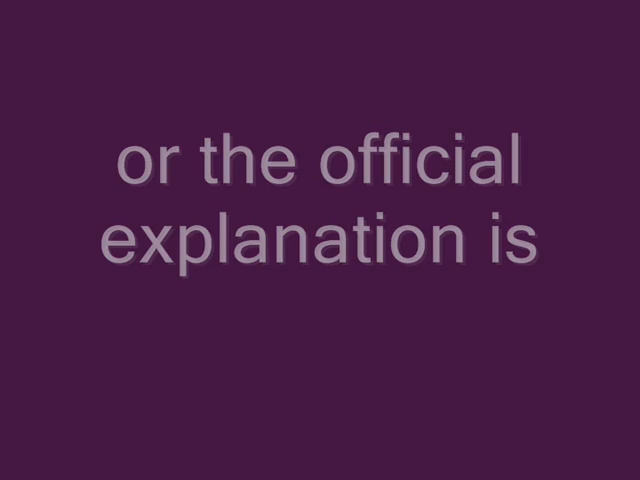 or the official
explanation is